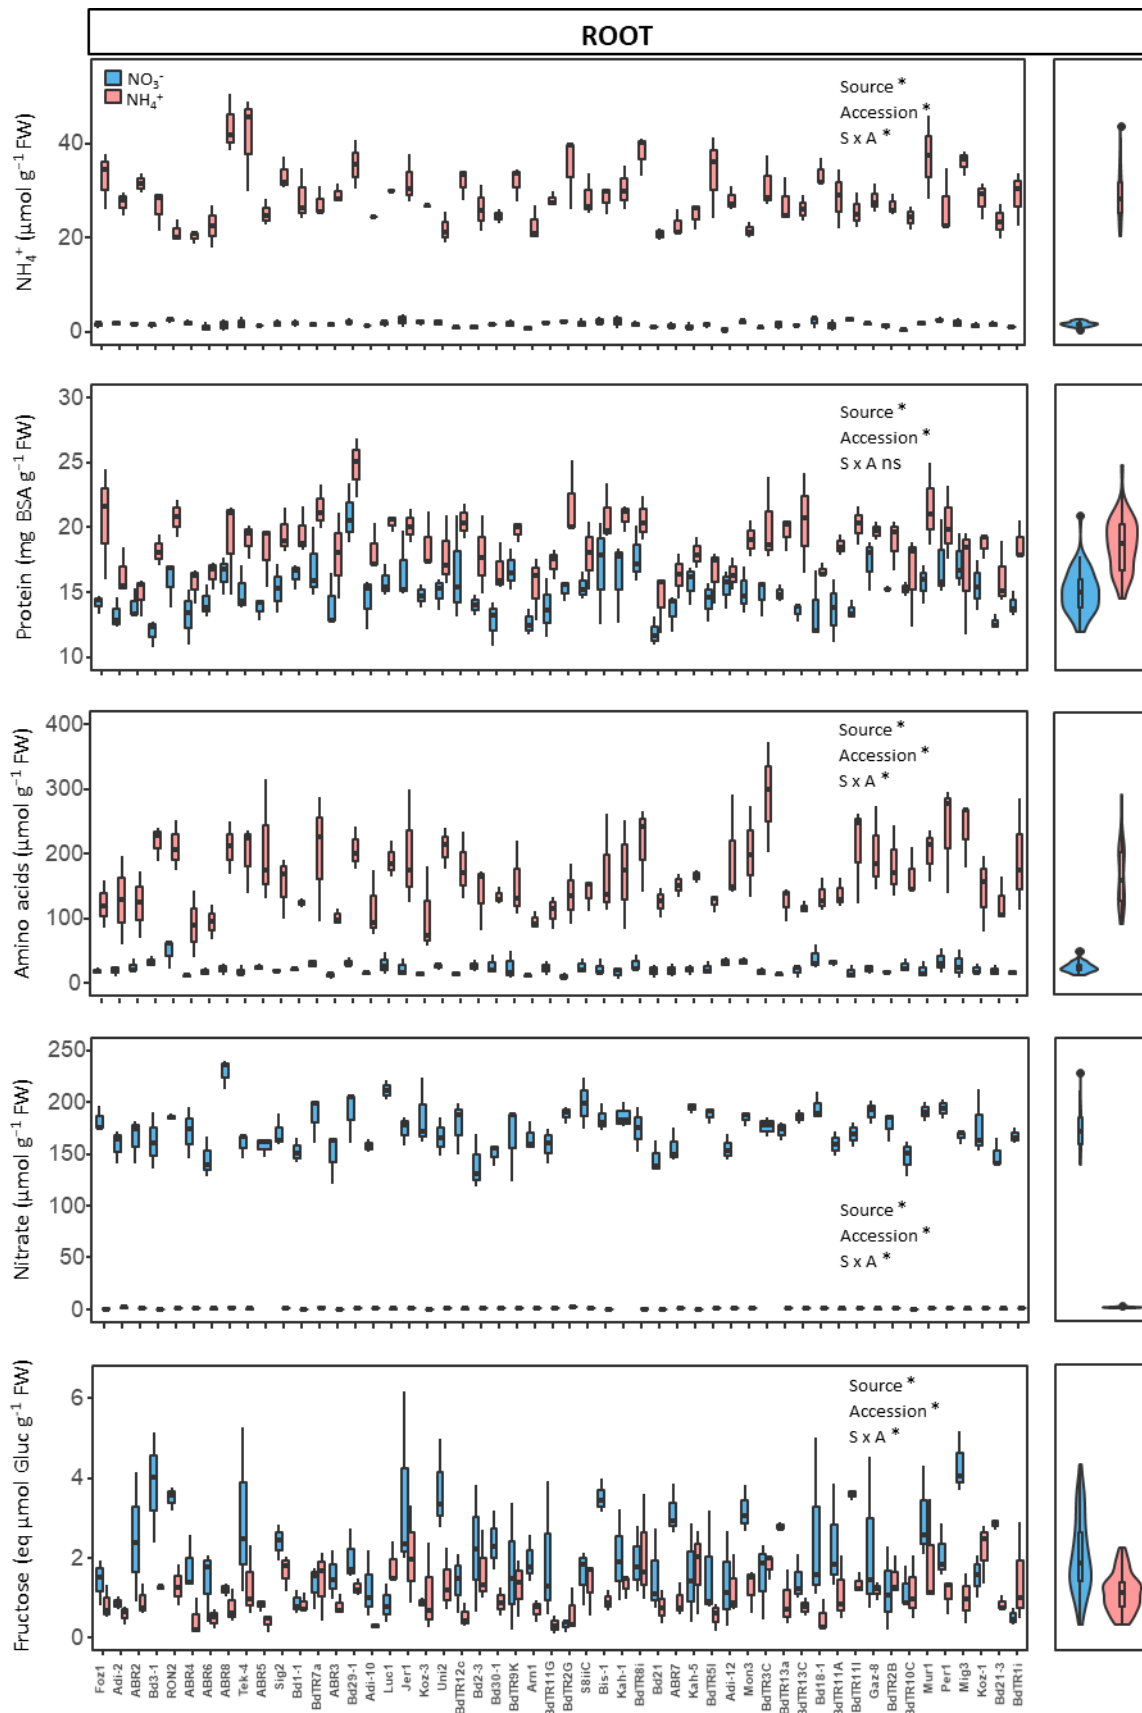 ROOT
NO₃⁻
NH₄⁺
Source *
Accession *
S x A *
NH₄⁺ (µmol g⁻¹ FW)
40
20
0
Source *
Accession *
S x A ns
Protein (mg BSA g⁻¹ FW)
30
25
20
15
10
Source *
Accession *
S x A *
Amino acids (µmol g⁻¹ FW)
400
300
200
100
0
Nitrate (µmol g⁻¹ FW)
250
200
150
100
50
0
Source *
Accession *
S x A *
Source *
Accession *
S x A *
Fructose (eq µmol Gluc g⁻¹ FW)
6
4
2
0
Foz1
Adi-2
ABR2
Bd3-1
RON2
ABR4
ABR6
ABR8
Tek-4
ABR5
Sig2
Bd1-1
BdTR7a
ABR3
Bd29-1
Adi-10
Luc1
Jer1
Koz-3
Uni2
BdTR12c
Bd2-3
Bd30-1
BdTR9K
Arn1
BdTR11G
BdTR2G
S8iiC
Bis-1
Kah-1
BdTR8i
Bd21
ABR7
Kah-5
BdTR5I
Adi-12
Mon3
BdTR3C
BdTR13a
BdTR13C
Bd18-1
BdTR11A
BdTR11I
Gaz-8
BdTR2B
BdTR10C
Mur1
Per1
Mig3
Koz-1
Bd21-3
BdTR1i